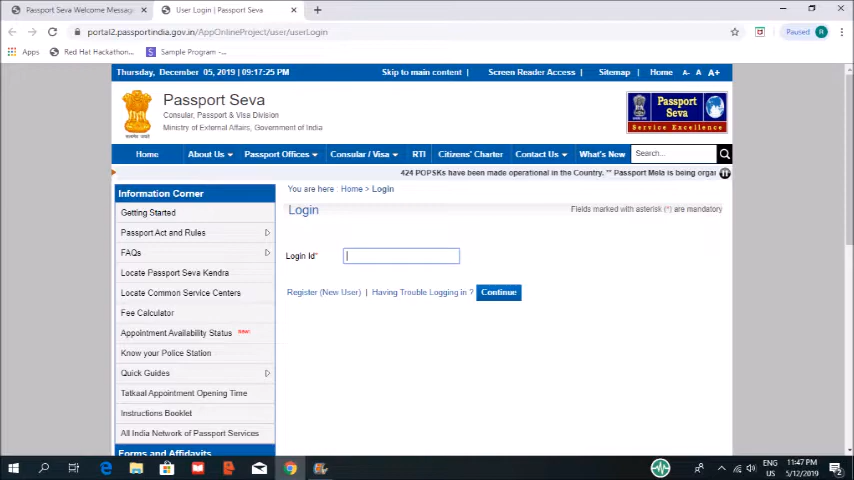 Passport Seva Welcome Messag
User Login | Passport Seva
portal2.passportindia.gov.in/AppOnlineProject/user/userLogin
Paused
R
Apps
Red Hat Hackathon...
S
Sample Program -...
Thursday, December 05, 2019 | 09:17:25 PM
Skip to main content | Screen Reader Access | Sitemap | Home A- A A+
Passport Seva
Consular, Passport & Visa Division
Ministry of External Affairs, Government of India
Passport
Seva
Service Excellence
Home
About Us
Passport Offices
Consular / Visa
RTI
Citizens' Charter
Contact Us
What's New
Search...
424 POPSKs have been made operational in the Country. ** Passport Mela is being orga
Information Corner
Getting Started
Passport Act and Rules
FAQs
Locate Passport Seva Kendra
Locate Common Service Centers
Fee Calculator
Appointment Availability Status New!
Know your Police Station
Quick Guides
Tatkaal Appointment Opening Time
Instructions Booklet
All India Network of Passport Services
Forms and Affidavits
You are here : Home > Login
Login
Fields marked with asterisk (*) are mandatory
Login Id*
Register (New User) | Having Trouble Logging in ? Continue
ENG
US
11:47 PM
5/12/2019
2